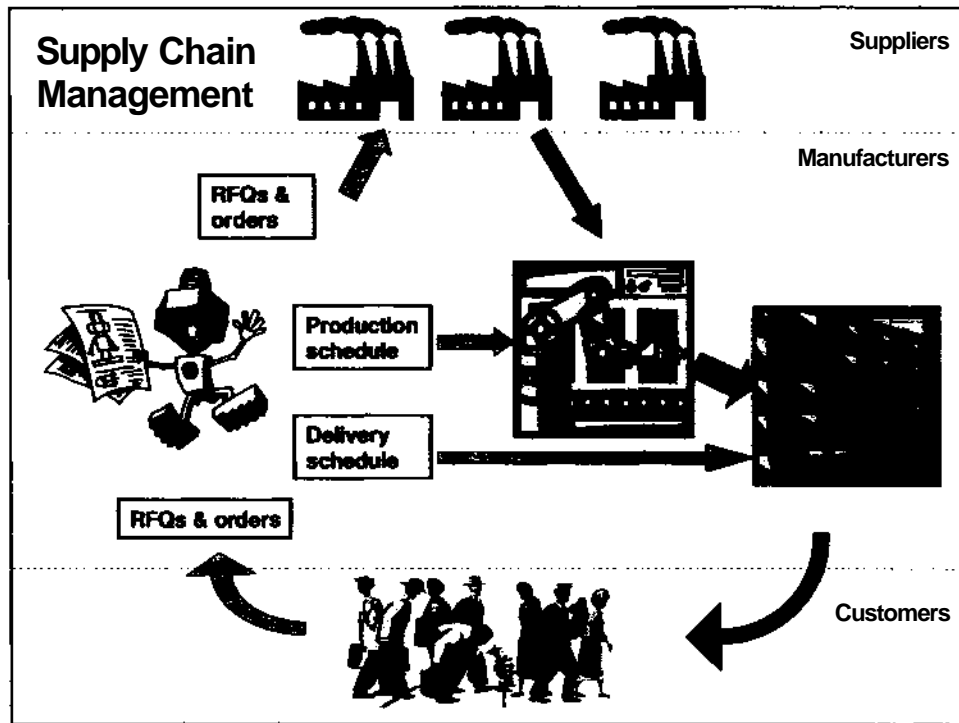 Supply Chain
Management
Suppliers
Manufacturers
RFQs &
orders
Production
schedule
Delivery
schedule
RFQs & orders
Customers